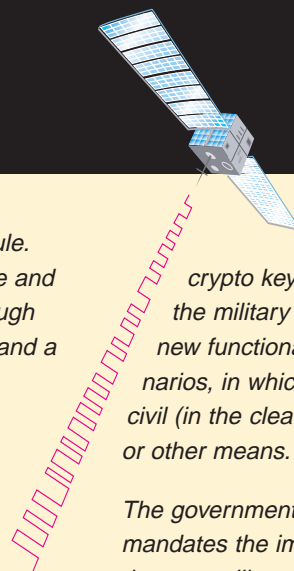 ule.
e and
ugh
and a
crypto key
the military
new functiona
narios, in whic
civil (in the clea
or other means.
The government
mandates the im